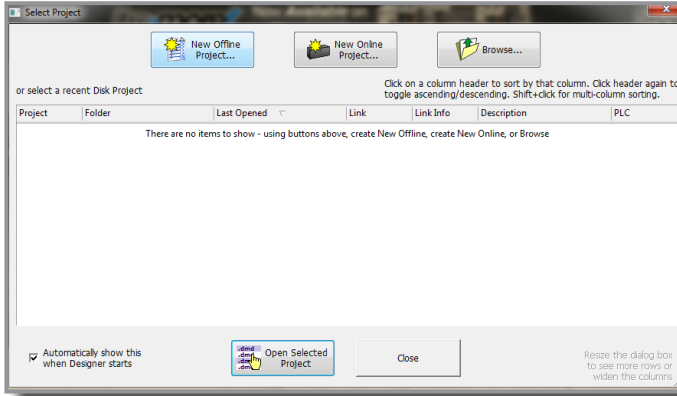 Select Project
New Offline
Project...
New Online
Project...
Browse...
or select a recent Disk Project
Click on a column header to sort by that column. Click header again to
toggle ascending/descending. Shift+click for multi-column sorting.
Project Folder Last Opened Link Link Info Description PLC
There are no items to show - using buttons above, create New Offline, create New Online, or Browse
Automatically show this
when Designer starts
.dmd
.dmd
.dmd
.dm
Open Selected
Project
Close
Resize the dialog box
to see more rows or
widen the columns